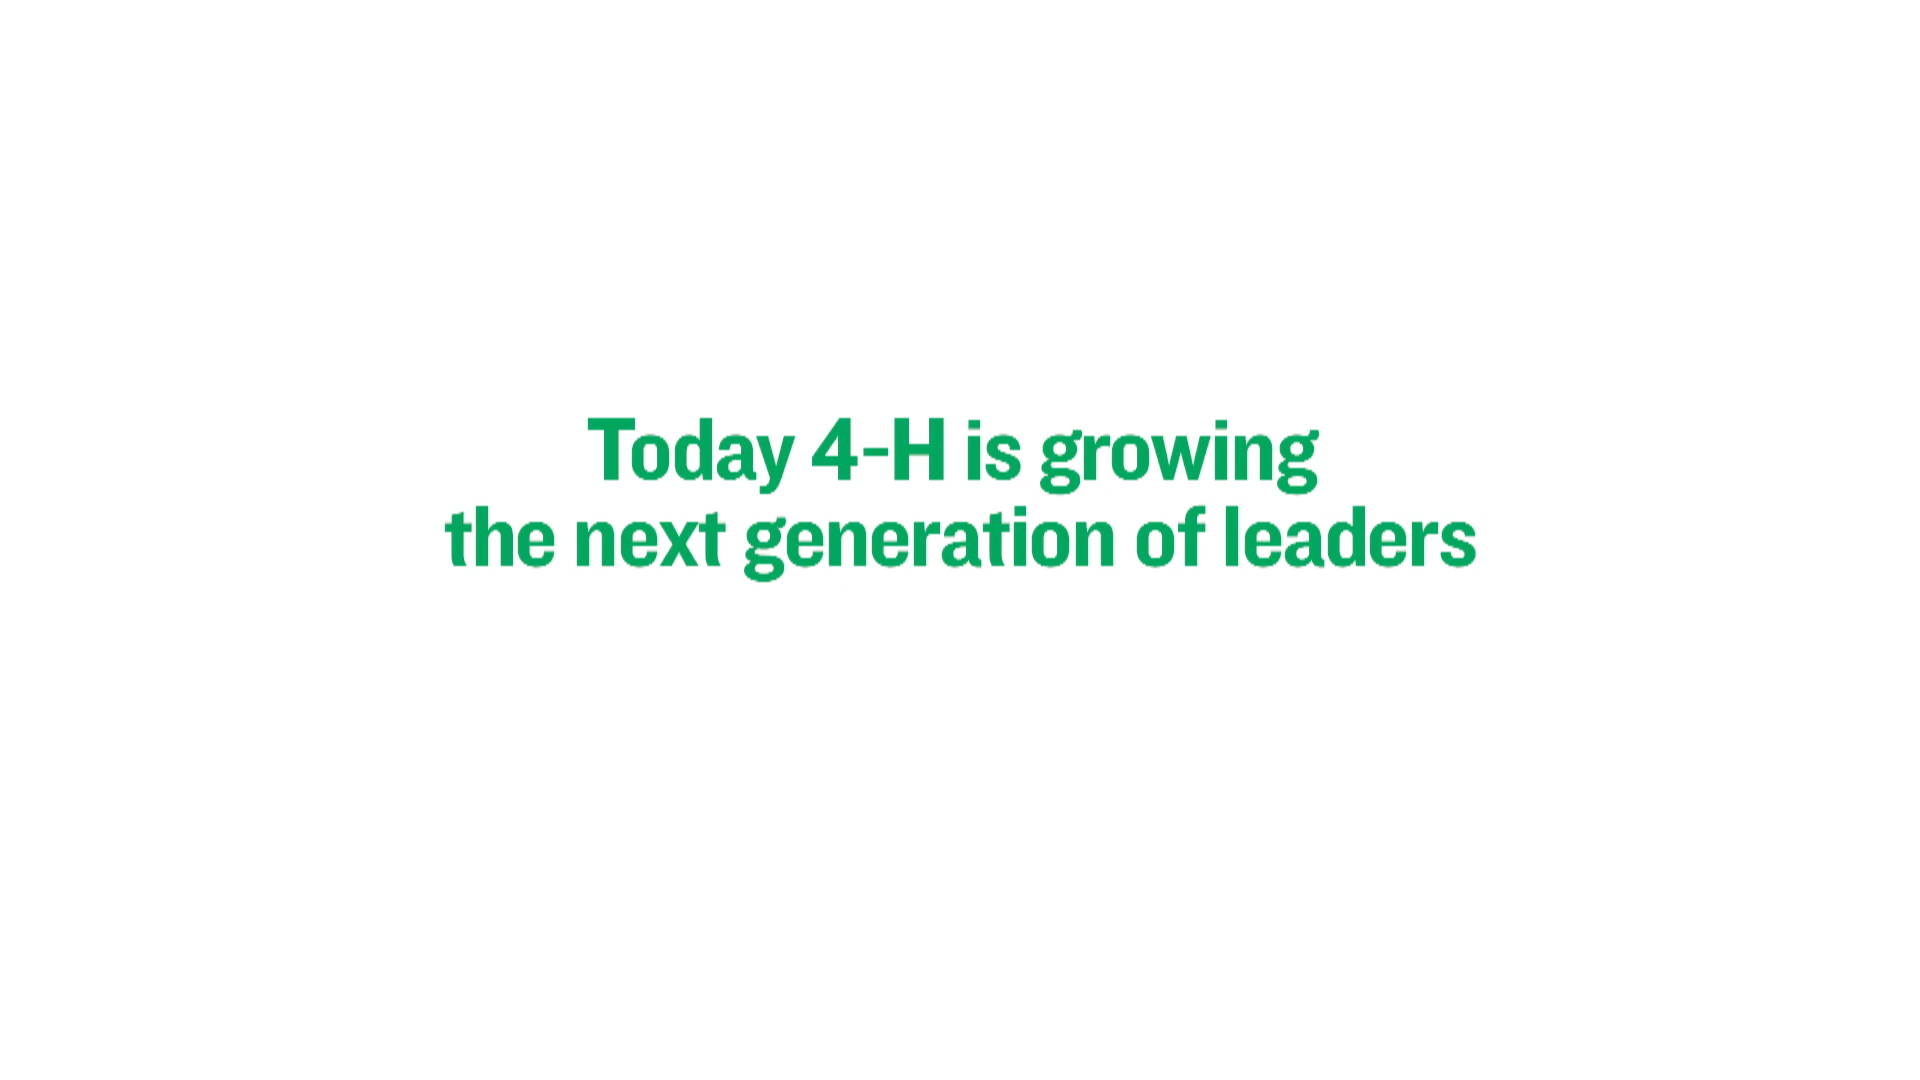 Today 4-H is growing
the next generation of leaders